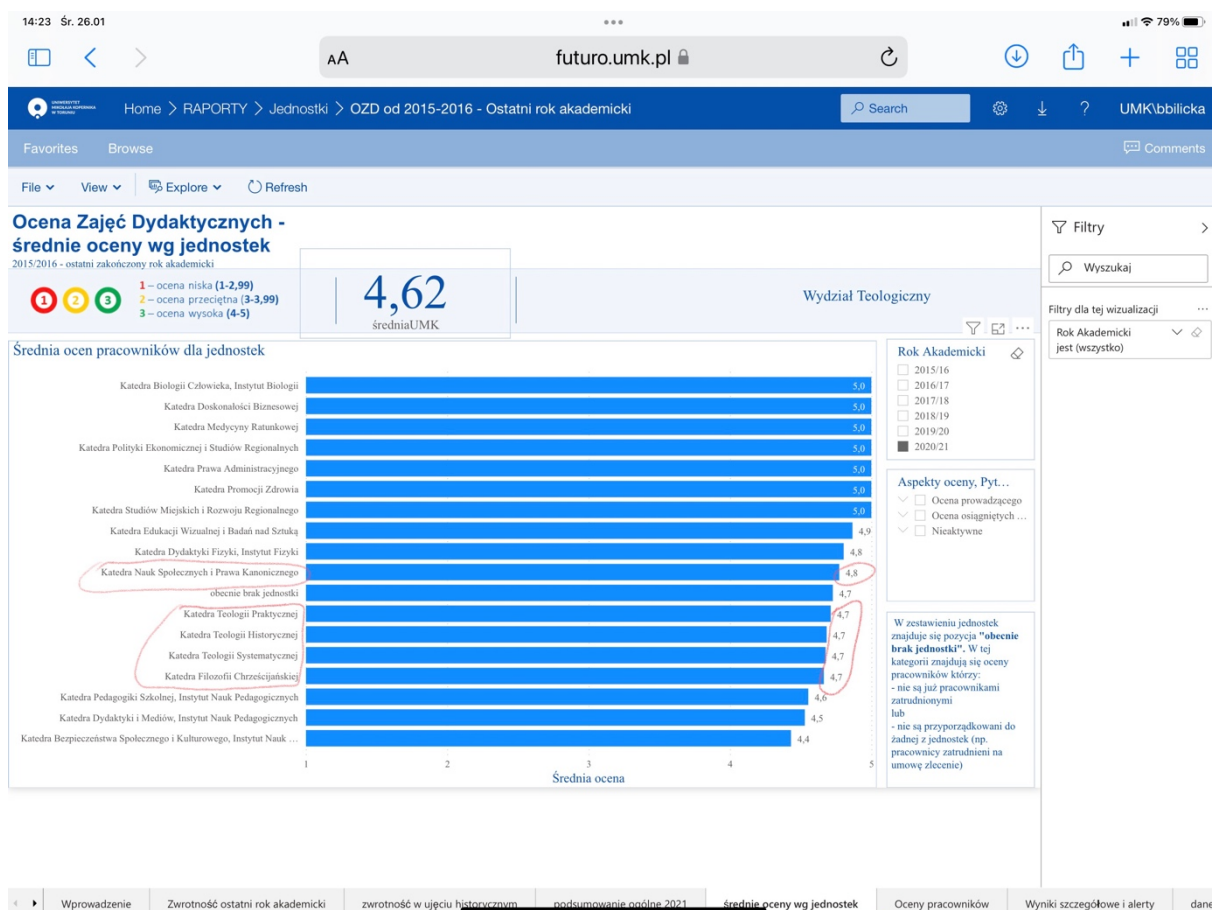 14:23 Śr. 26.01
79%
AA
futuro.umk.pl
UNIWERSYTET
MIKOŁAJA KOPERNIKA
W TORUNIU
Home > RAPORTY > Jednostki > OZD od 2015-2016 - Ostatni rok akademicki
Search
?
UMK\bbilicka
Favorites Browse
Comments
File View Explore Refresh
Ocena Zajęć Dydaktycznych -
średnie oceny wg jednostek
2015/2016 - ostatni zakończony rok akademicki
1 2 3
1 – ocena niska (1-2,99)
2 – ocena przeciętna (3-3,99)
3 – ocena wysoka (4-5)
4,62
średniaUMK
Wydział Teologiczny
Średnia ocen pracowników dla jednostek
Katedra Biologii Człowieka, Instytut Biologii 5,0
Katedra Doskonałości Biznesowej 5,0
Katedra Medycyny Ratunkowej 5,0
Katedra Polityki Ekonomicznej i Studiów Regionalnych 5,0
Katedra Prawa Administracyjnego 5,0
Katedra Promocji Zdrowia 5,0
Katedra Studiów Miejskich i Rozwoju Regionalnego 5,0
Katedra Edukacji Wizualnej i Badań nad Sztuką 4,9
Katedra Dydaktyki Fizyki, Instytut Fizyki 4,8
Katedra Nauk Społecznych i Prawa Kanonicznego 4,8
obecnie brak jednostki 4,7
Katedra Teologii Praktycznej 4,7
Katedra Teologii Historycznej 4,7
Katedra Teologii Systematycznej 4,7
Katedra Filozofii Chrześcijańskiej 4,7
Katedra Pedagogiki Szkolnej, Instytut Nauk Pedagogicznych 4,6
Katedra Dydaktyki i Mediów, Instytut Nauk Pedagogicznych 4,5
Katedra Bezpieczeństwa Społecznego i Kulturowego, Instytut Nauk … 4,4
1 2 3 4 5
Średnia ocena
Rok Akademicki
2015/16
2016/17
2017/18
2018/19
2019/20
2020/21
Aspekty oceny, Pyt…
Ocena prowadzącego
Ocena osiągniętych …
Nieaktywne
W zestawieniu jednostek
znajduje się pozycja "obecnie
brak jednostki". W tej
kategorii znajdują się oceny
pracowników którzy:
- nie są już pracownikami
zatrudnionymi
lub
- nie są przyporządkowani do
żadnej z jednostek (np.
pracownicy zatrudnieni na
umowę zlecenie)
Filtry
Wyszukaj
Filtry dla tej wizualizacji
Rok Akademicki
jest (wszystko)
Wprowadzenie Zwrotność ostatni rok akademicki zwrotność w ujęciu historycznym podsumowanie ogólne 2021 średnie oceny wg jednostek Oceny pracowników Wyniki szczegółowe i alerty dane